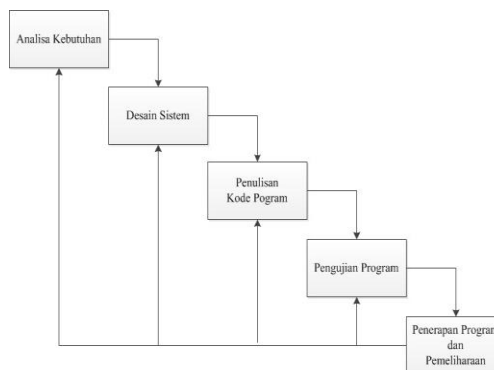 Analisa Kebutuhan
Desain Sistem
Penulisan
Kode Pogram
Pengujian Program
Penerapan Program
dan
Pemeliharaan